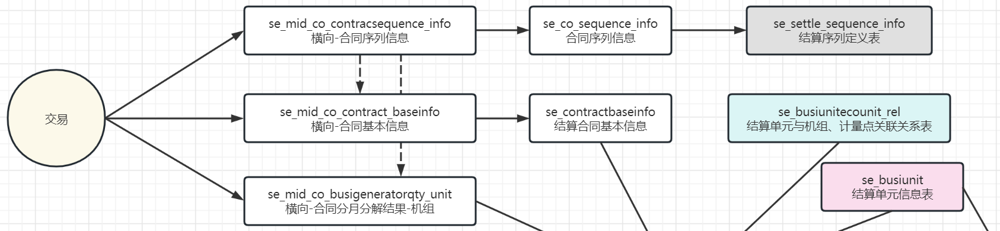 se_mid_co_contracsequence_info
横向-合同序列信息
se_co_sequence_info
合同序列信息
se_settle_sequence_info
结算序列定义表
交易
se_mid_co_contract_baseinfo
横向-合同基本信息
se_contractbaseinfo
结算合同基本信息
se_busiunitecounit_rel
结算单元与机组、计量点关联关系表
se_busiunit
结算单元信息表
se_mid_co_busigeneratorqty_unit
横向-合同分月分解结果-机组